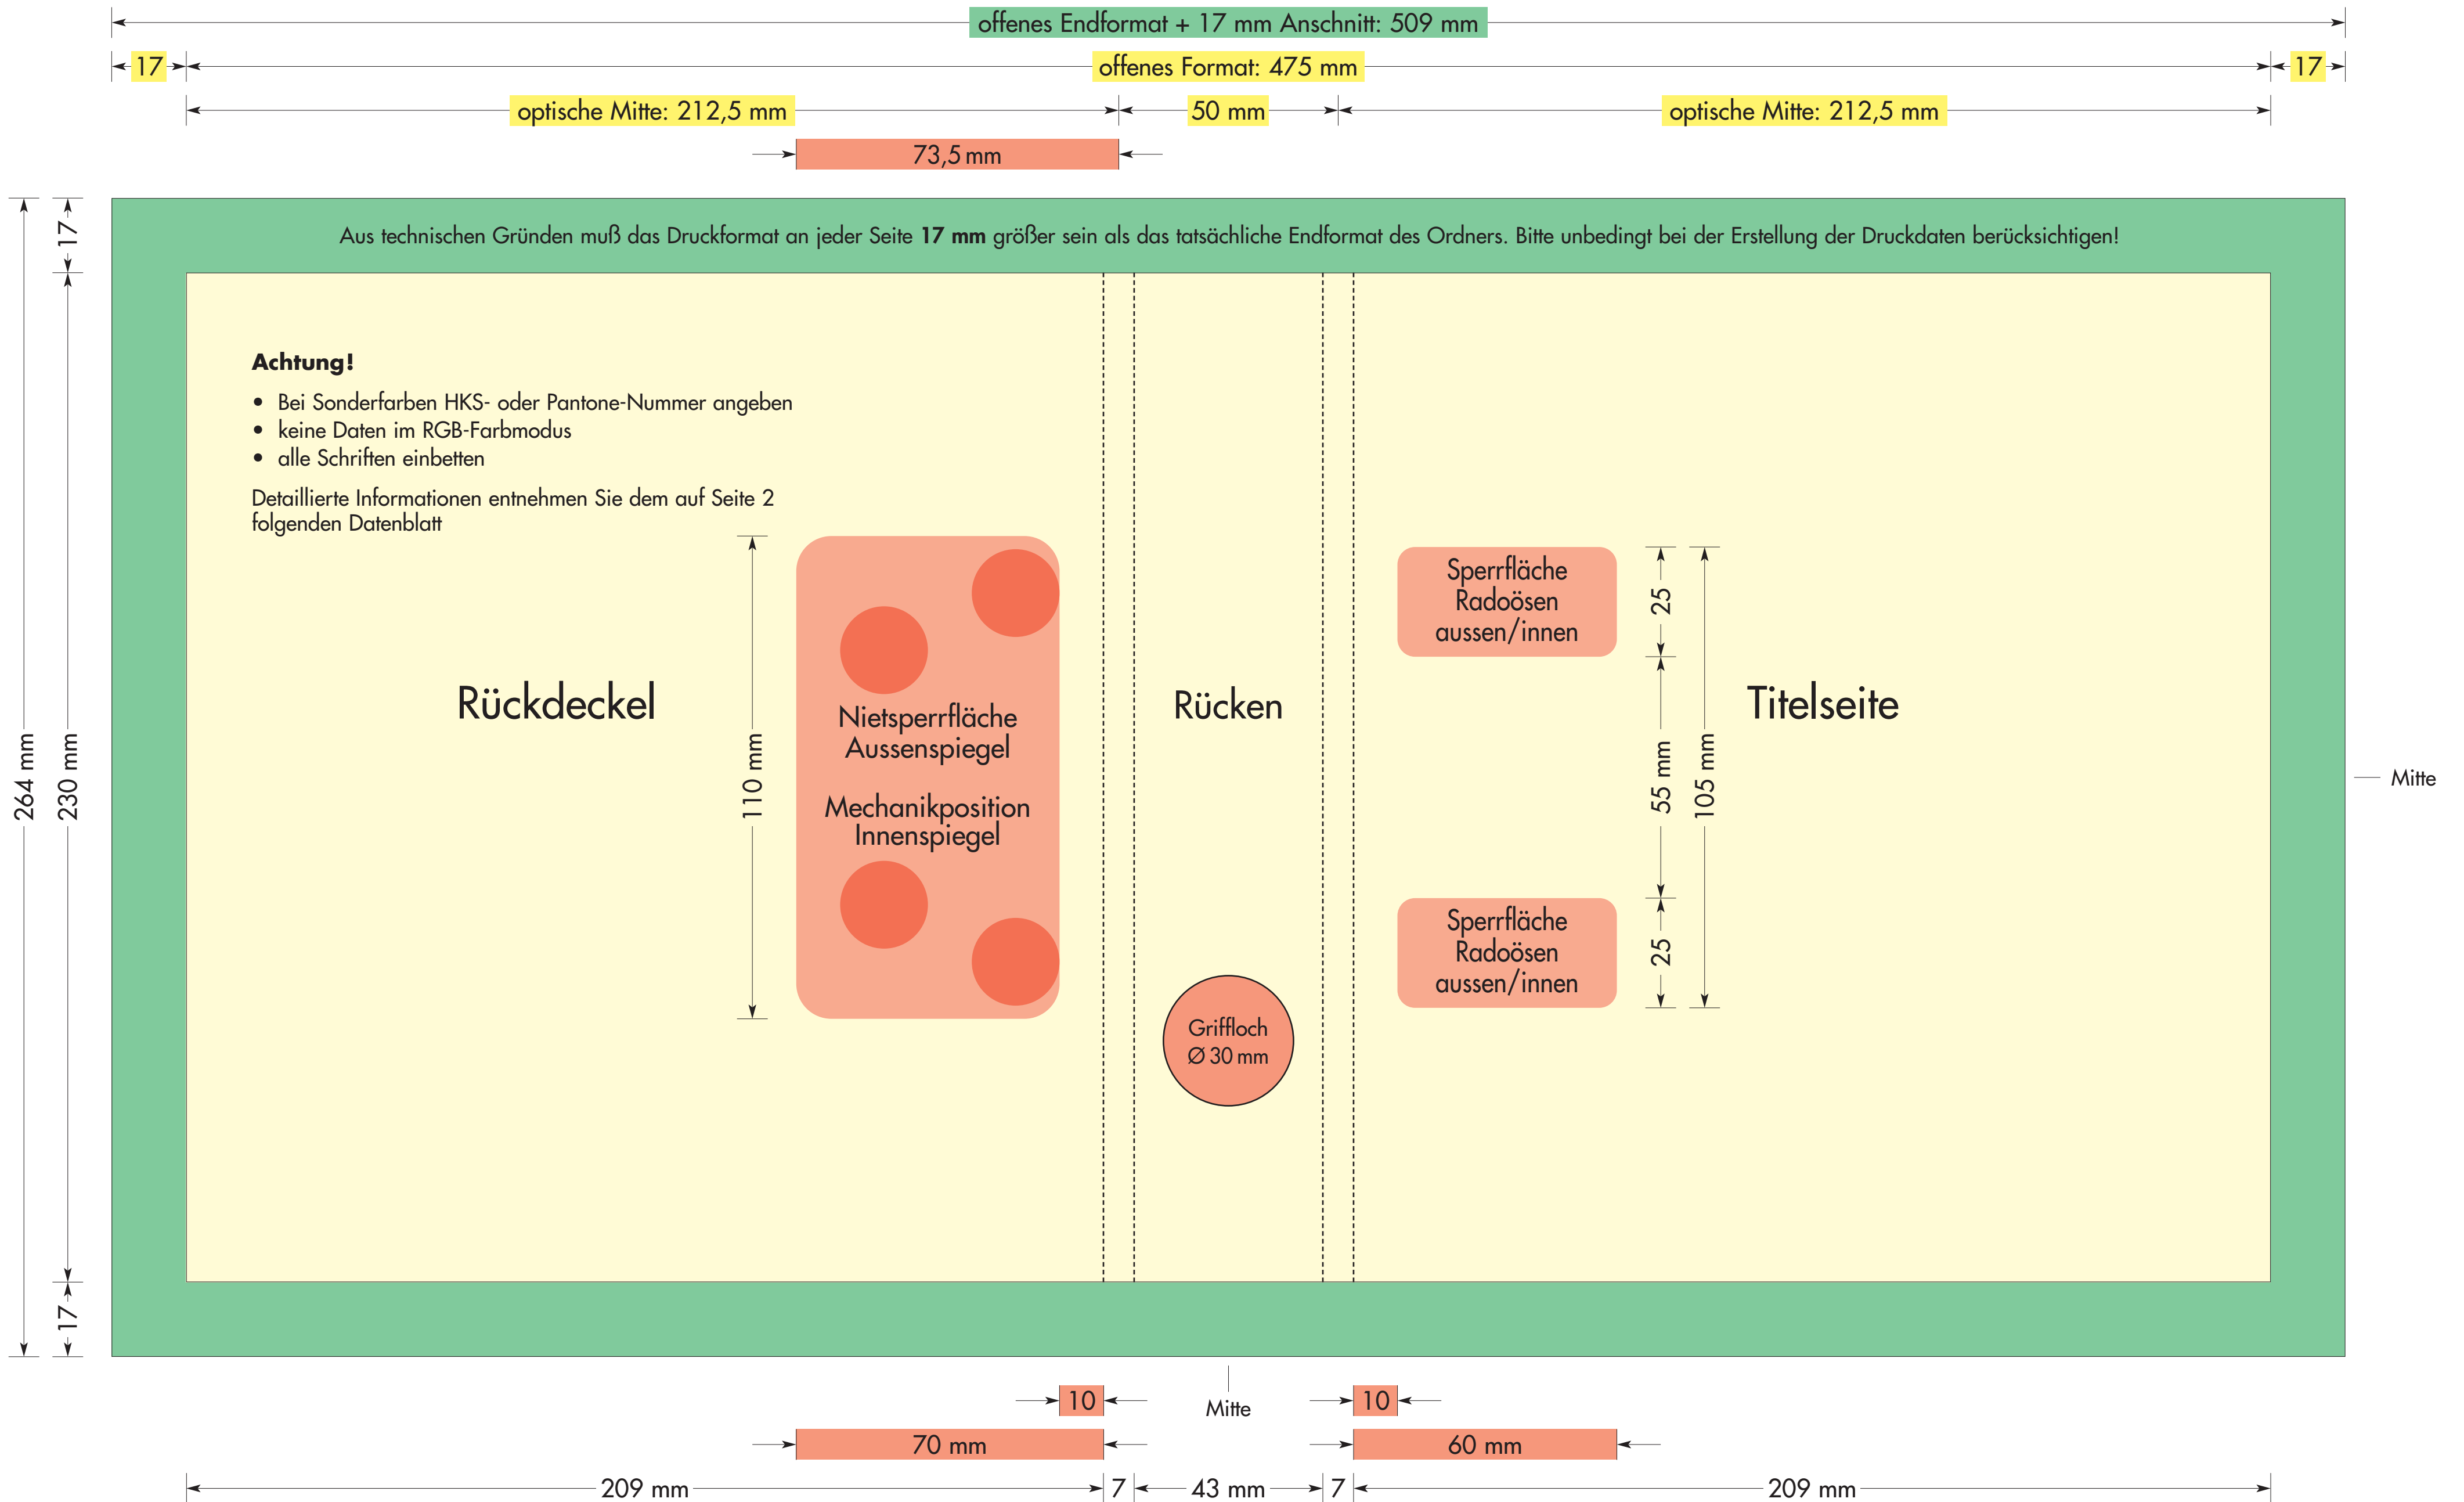 offenes Endformat + 17 mm Anschnitt: 509 mm
17
offenes Format: 475 mm
17
optische Mitte: 212,5 mm
50 mm
optische Mitte: 212,5 mm
73,5 mm
264 mm
17
230 mm
17
Aus technischen Gründen muß das Druckformat an jeder Seite 17 mm größer sein als das tatsächliche Endformat des Ordners. Bitte unbedingt bei der Erstellung der Druckdaten berücksichtigen!
Achtung!
• Bei Sonderfarben HKS- oder Pantone-Nummer angeben
• keine Daten im RGB-Farbmodus
• alle Schriften einbetten
Detaillierte Informationen entnehmen Sie dem auf Seite 2
folgenden Datenblatt
Rückdeckel
110 mm
Nietsperrfläche
Aussenspiegel
Mechanikposition
Innenspiegel
Rücken
Griffloch
Ø 30 mm
Sperrfläche
Radoösen
aussen/innen
Sperrfläche
Radoösen
aussen/innen
25
55 mm
25
105 mm
Titelseite
Mitte
10
Mitte
10
70 mm
60 mm
209 mm
7
43 mm
7
209 mm